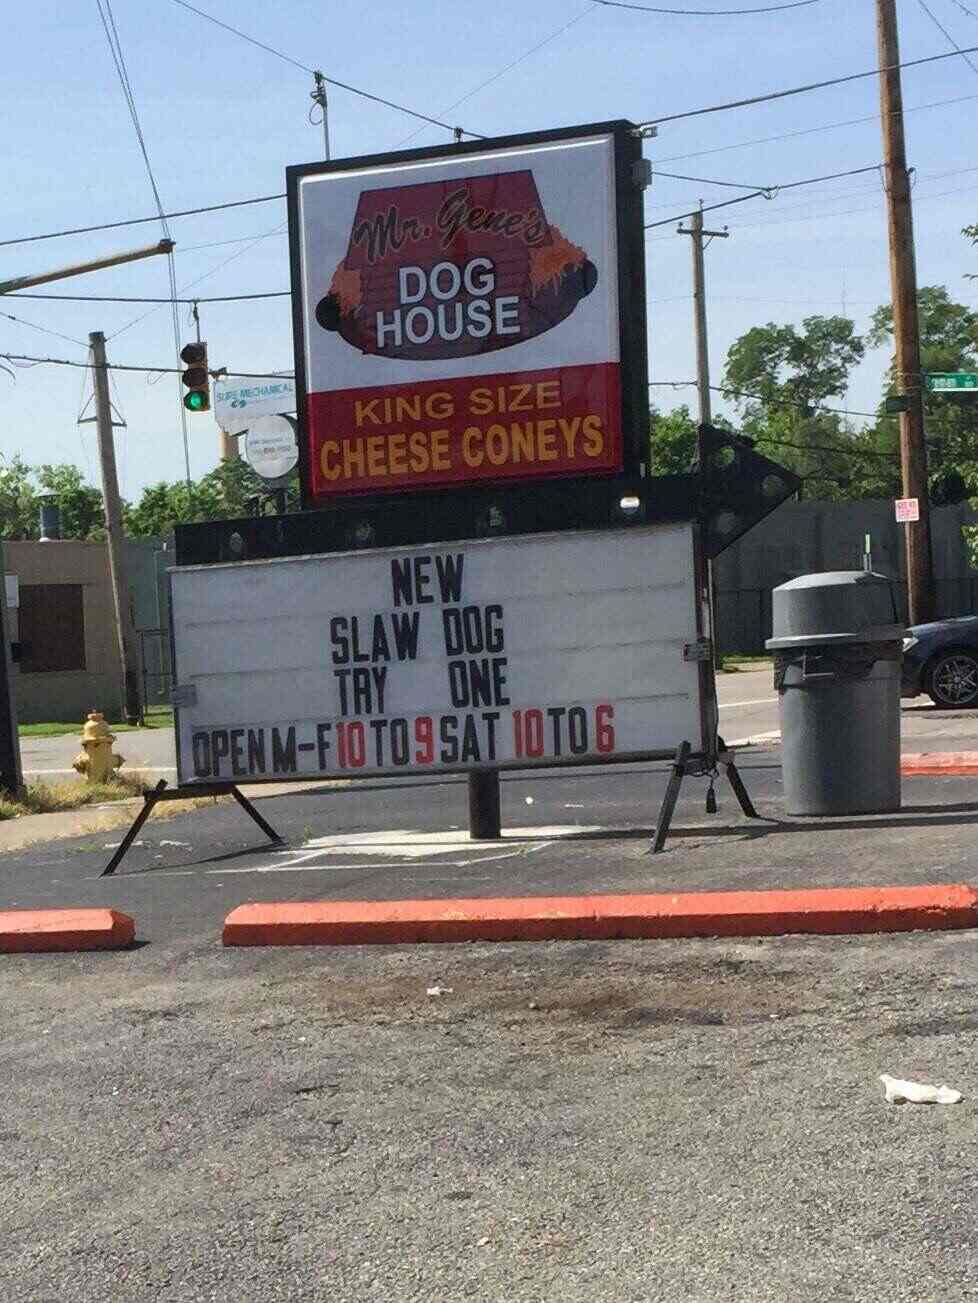 Mr. Gene's
DOG
HOUSE
KING SIZE
CHEESE CONEYS
SURE MECHANICAL
NEW
SLAW DOG
TRY ONE
OPEN M-F 10 TO 9 SAT 10 TO 6